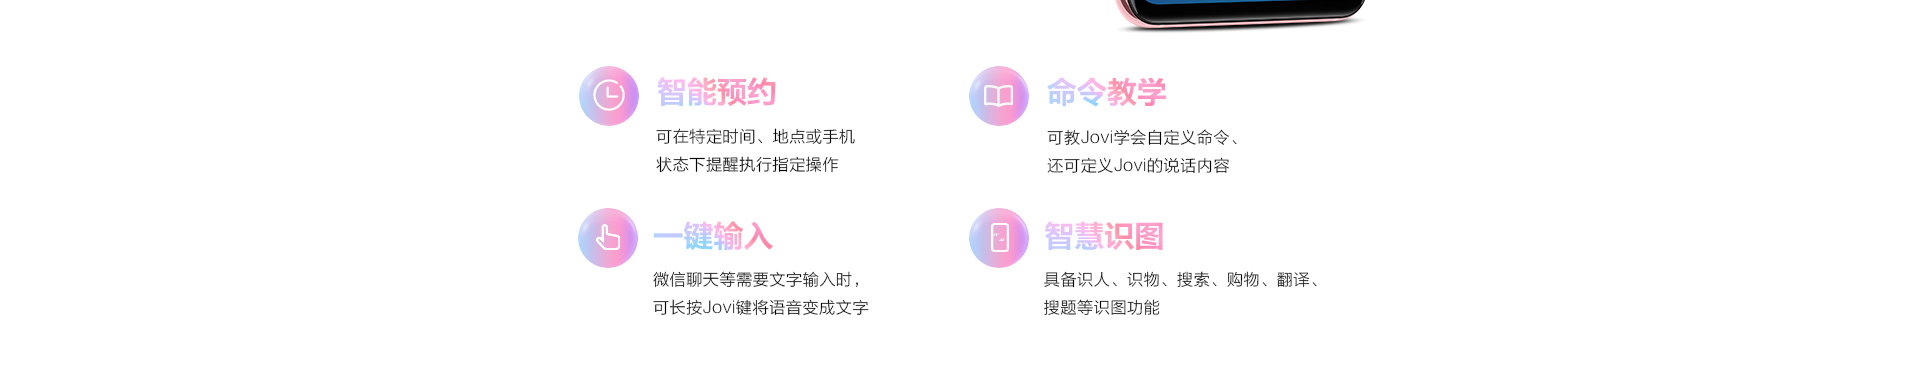 智能预约
可在特定时间、地点或手机
状态下提醒执行指定操作
命令教学
可教Jovi学会自定义命令、
还可定义Jovi的说话内容
一键输入
微信聊天等需要文字输入时，
可长按Jovi键将语音变成文字
智慧识图
具备识人、识物、搜索、购物、翻译、
搜题等识图功能